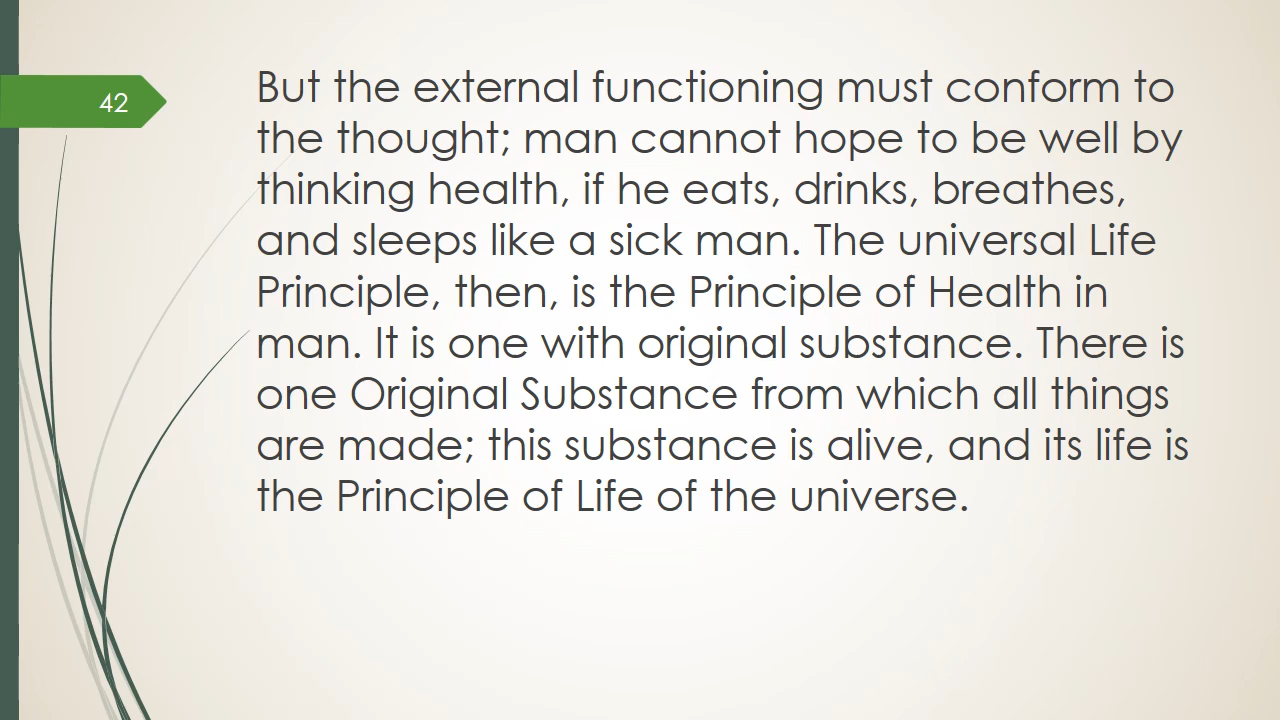 42
But the external functioning must conform to
the thought; man cannot hope to be well by
thinking health, if he eats, drinks, breathes,
and sleeps like a sick man. The universal Life
Principle, then, is the Principle of Health in
man. It is one with original substance. There is
one Original Substance from which all things
are made; this substance is alive, and its life is
the Principle of Life of the universe.